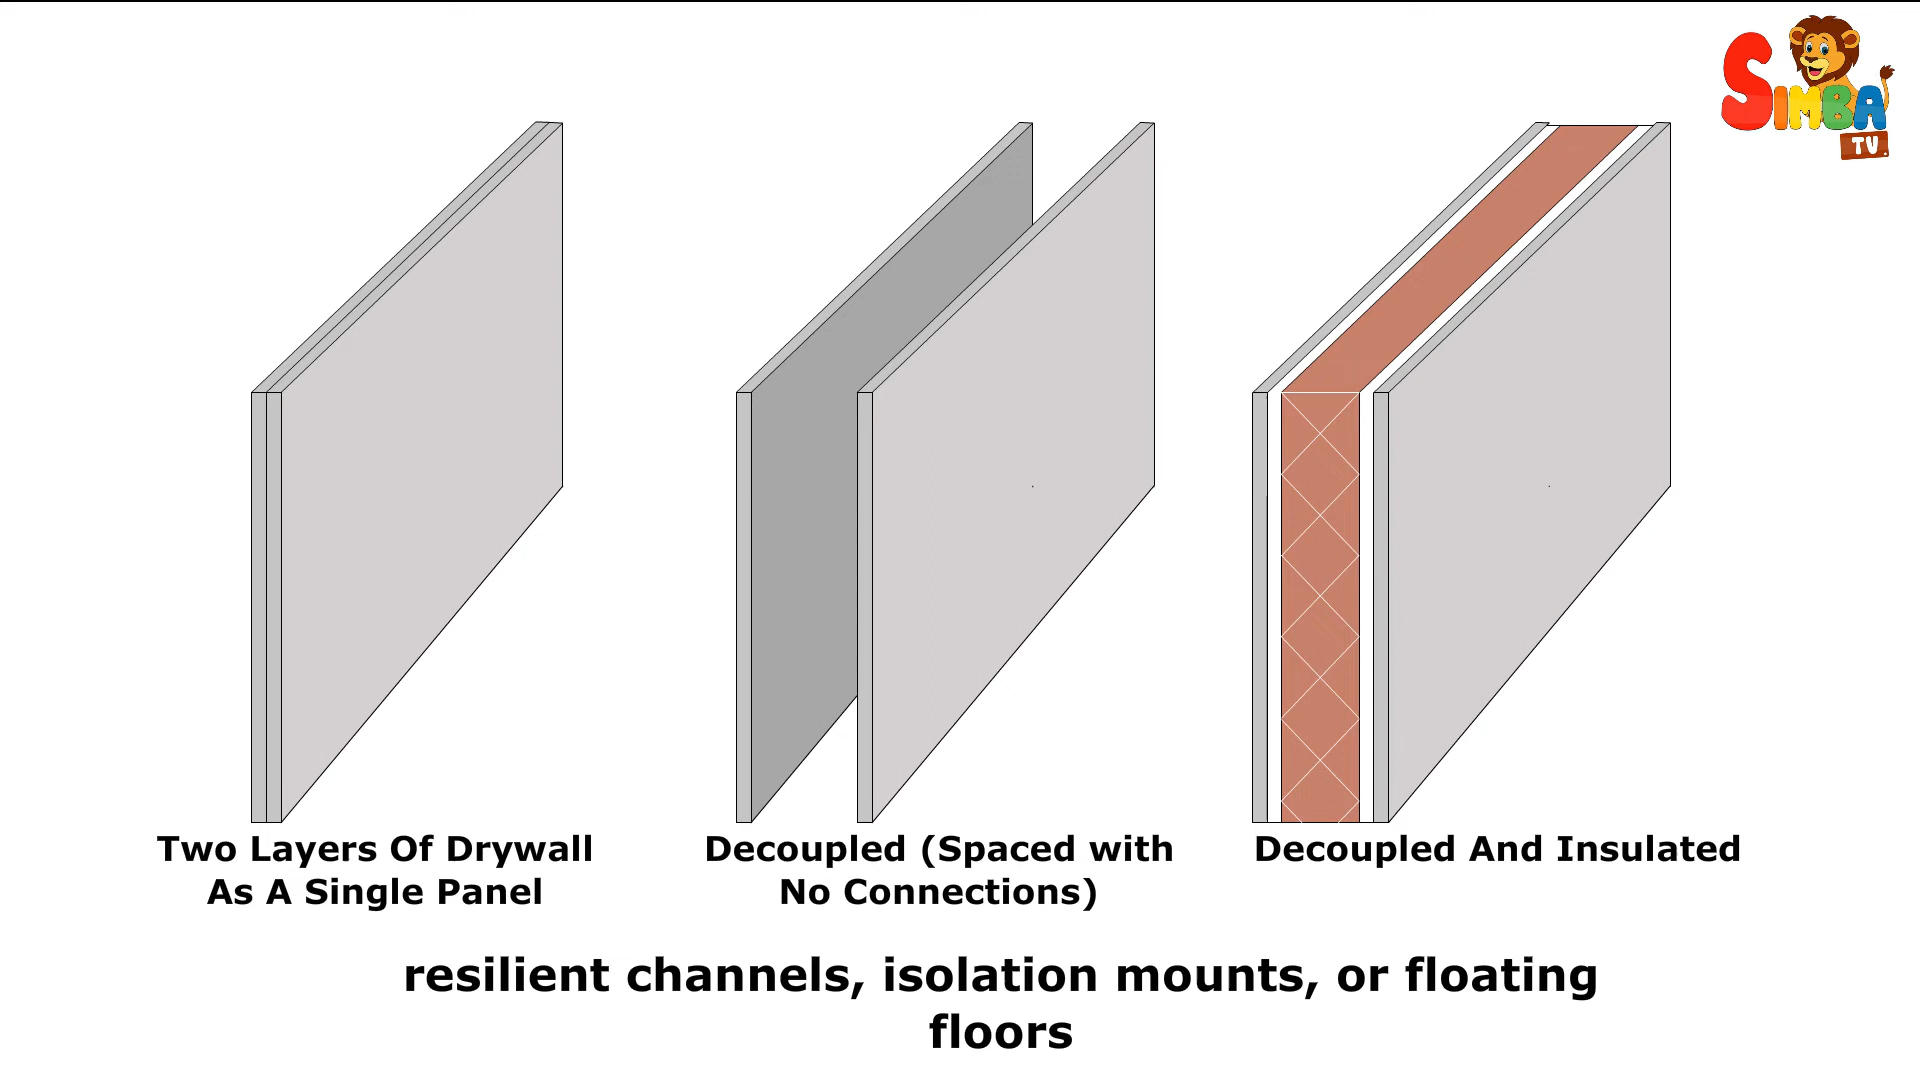 SIMBA
TV
Two Layers Of Drywall
As A Single Panel
Decoupled (Spaced with
No Connections)
Decoupled And Insulated
resilient channels, isolation mounts, or floating
floors